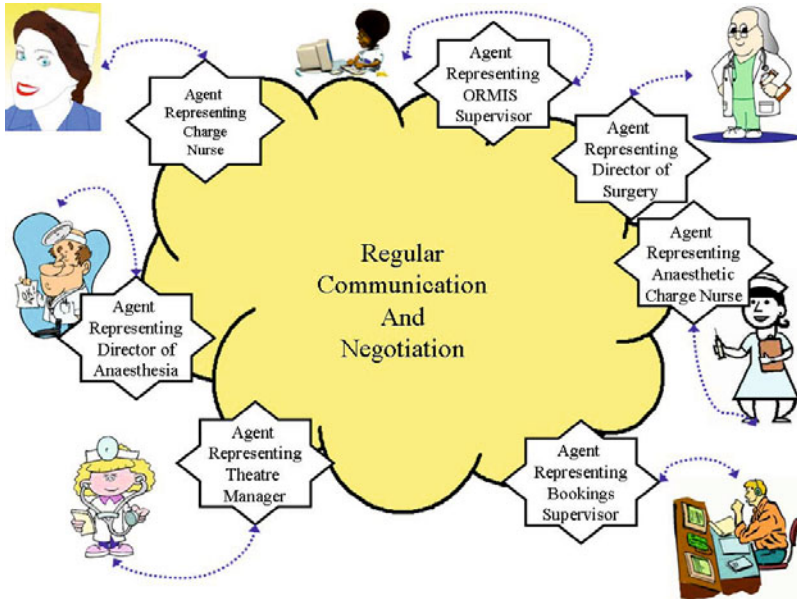 Agent
Representing
Charge
Nurse
Agent
Representing
ORMIS
Supervisor
Agent
Representing
Director of
Surgery
Agent
Representing
Anaesthetic
Charge Nurse
Regular
Communication
And
Negotiation
Agent
Representing
Director of
Anaesthesia
Agent
Representing
Theatre
Manager
Agent
Representing
Bookings
Supervisor